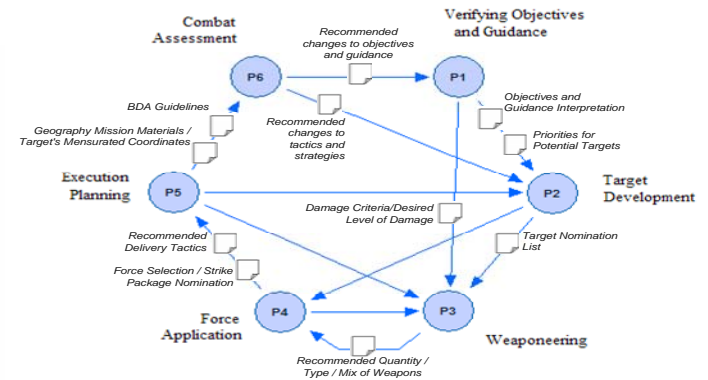 Combat
Assessment
Recommended
changes to objectives
and guidance
Verifying Objectives
and Guidance
P6
P1
BDA Guidelines
Objectives and
Guidance Interpretation
Geography Mission Materials /
Target's Mensurated Coordinates
Recommended
changes to
tactics and
strategies
Priorities for
Potential Targets
Execution
Planning
P5
P2
Target
Development
Damage Criteria/Desired
Level of Damage
Recommended
Delivery Tactics
Target Nomination
List
Force Selection / Strike
Package Nomination
Force
Application
P4
P3
Weaponeering
Recommended Quantity /
Type / Mix of Weapons